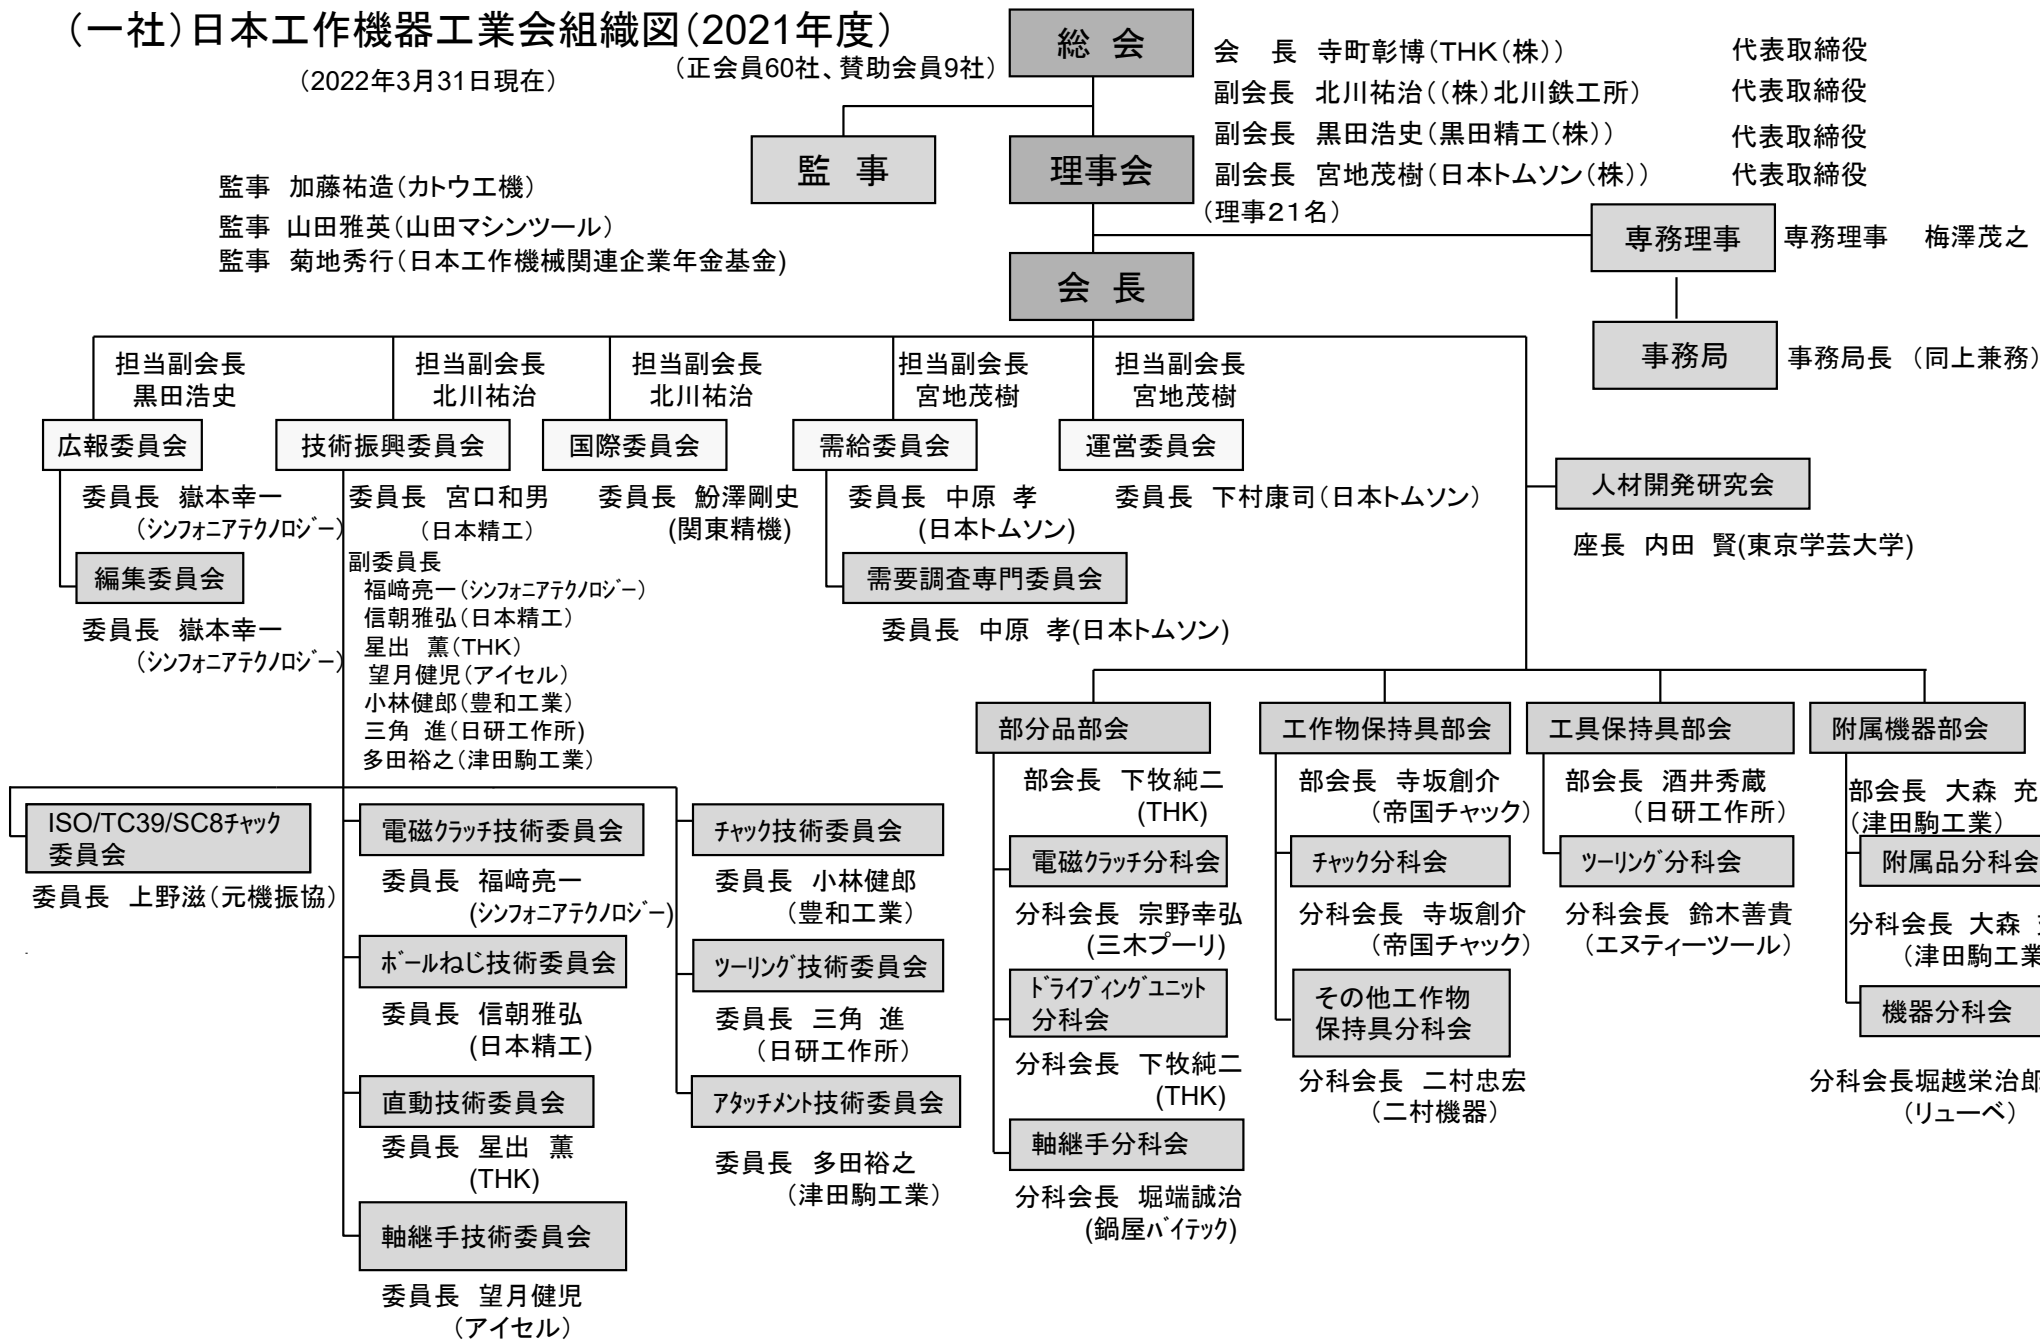 (一社)日本工作機器工業会組織図(2021年度)
(2022年3月31日現在)
(正会員60社、賛助会員9社)
総 会
会 長 寺町彰博(THK(株)) 代表取締役
副会長 北川祐治((株)北川鉄工所) 代表取締役
副会長 黒田浩史(黒田精工(株)) 代表取締役
副会長 宮地茂樹(日本トムソン(株)) 代表取締役
(理事21名)
監 事
理事会
監事 加藤祐造(カトウ工機)
監事 山田雅英(山田マシンツール)
監事 菊地秀行(日本工作機械関連企業年金基金)
専務理事
専務理事 梅澤茂之
会 長
事務局
事務局長 (同上兼務)
担当副会長
黒田浩史
担当副会長
北川祐治
担当副会長
北川祐治
担当副会長
宮地茂樹
担当副会長
宮地茂樹
広報委員会
技術振興委員会
国際委員会
需給委員会
運営委員会
人材開発研究会
座長 内田 賢(東京学芸大学)
委員長 嶽本幸一
(シンフォニアテクノロジー)
編集委員会
委員長 嶽本幸一
(シンフォニアテクノロジー)
委員長 宮口和男
(日本精工)
副委員長
福﨑亮一(シンフォニアテクノロジー)
信朝雅弘(日本精工)
星出 薫(THK)
望月健児(アイセル)
小林健郎(豊和工業)
三角 進(日研工作所)
多田裕之(津田駒工業)
委員長 鈖澤剛史
(関東精機)
委員長 中原 孝
(日本トムソン)
需要調査専門委員会
委員長 中原 孝(日本トムソン)
委員長 下村康司(日本トムソン)
ISO/TC39/SC8チャック
委員会
委員長 上野滋(元機振協)
電磁クラッチ技術委員会
委員長 福﨑亮一
(シンフォニアテクノロジー)
ボールねじ技術委員会
委員長 信朝雅弘
(日本精工)
直動技術委員会
委員長 星出 薫
(THK)
軸継手技術委員会
委員長 望月健児
(アイセル)
チャック技術委員会
委員長 小林健郎
(豊和工業)
ツーリング技術委員会
委員長 三角 進
(日研工作所)
アタッチメント技術委員会
委員長 多田裕之
(津田駒工業)
部分品部会
部会長 下牧純二
(THK)
電磁クラッチ分科会
分科会長 宗野幸弘
(三木プーリ)
ドライブィングユニット
分科会
分科会長 下牧純二
(THK)
軸継手分科会
分科会長 堀端誠治
(鍋屋バイテック)
工作物保持具部会
部会長 寺坂創介
(帝国チャック)
チャック分科会
分科会長 寺坂創介
(帝国チャック)
その他工作物
保持具分科会
分科会長 二村忠宏
(二村機器)
工具保持具部会
部会長 酒井秀蔵
(日研工作所)
ツーリング分科会
分科会長 鈴木善貴
(エヌティーツール)
附属機器部会
部会長 大森 充
(津田駒工業)
附属品分科会
分科会長 大森
(津田駒工業
機器分科会
分科会長堀越栄治郎
(リューベ)